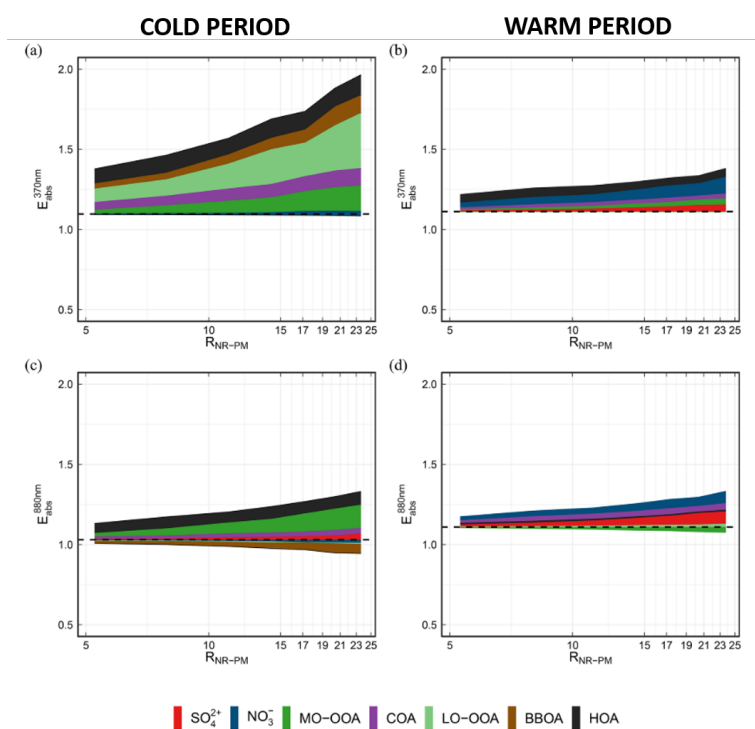 COLD PERIOD WARM PERIOD
(a) (b)
2.0 2.0
1.5 1.5
E_abs^370nm E_abs^370nm
1.0 1.0
0.5 0.5
5 10 15 17 19 21 23 25 5 10 15 17 19 21 23 25
R_NR−PM R_NR−PM
(c) (d)
2.0 2.0
1.5 1.5
E_abs^880nm E_abs^880nm
1.0 1.0
0.5 0.5
5 10 15 17 19 21 23 25 5 10 15 17 19 21 23 25
R_NR−PM R_NR−PM
SO₄²⁺ NO₃⁻ MO−OOA COA LO−OOA BBOA HOA